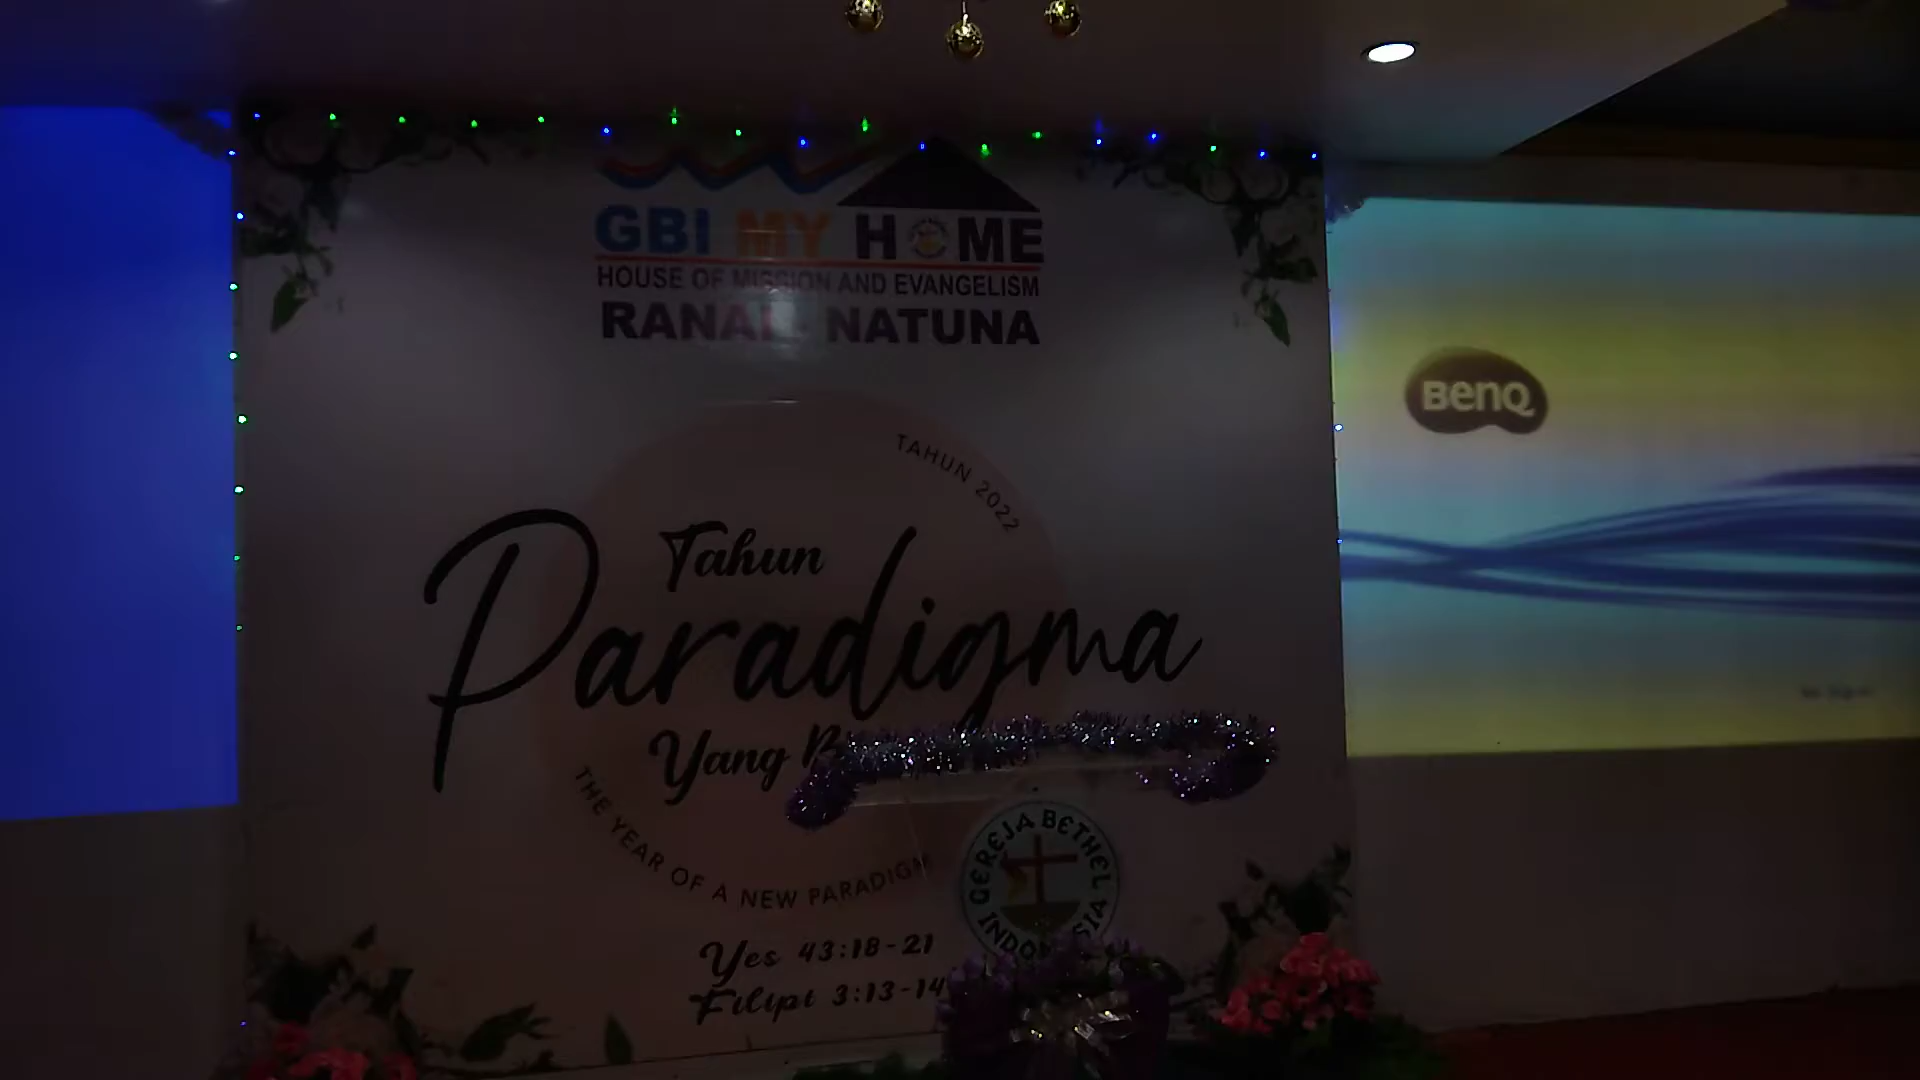 GBI MY HOME
HOUSE OF MISSION AND EVANGELISM
RANAI - NATUNA
TAHUN 2022
Tahun
Paradigma
Yang
THE YEAR OF A NEW PARADIGM
Yes 43:18-21
Filipi 3:13-14
GEREJA BETHEL
INDONESIA
BenQ